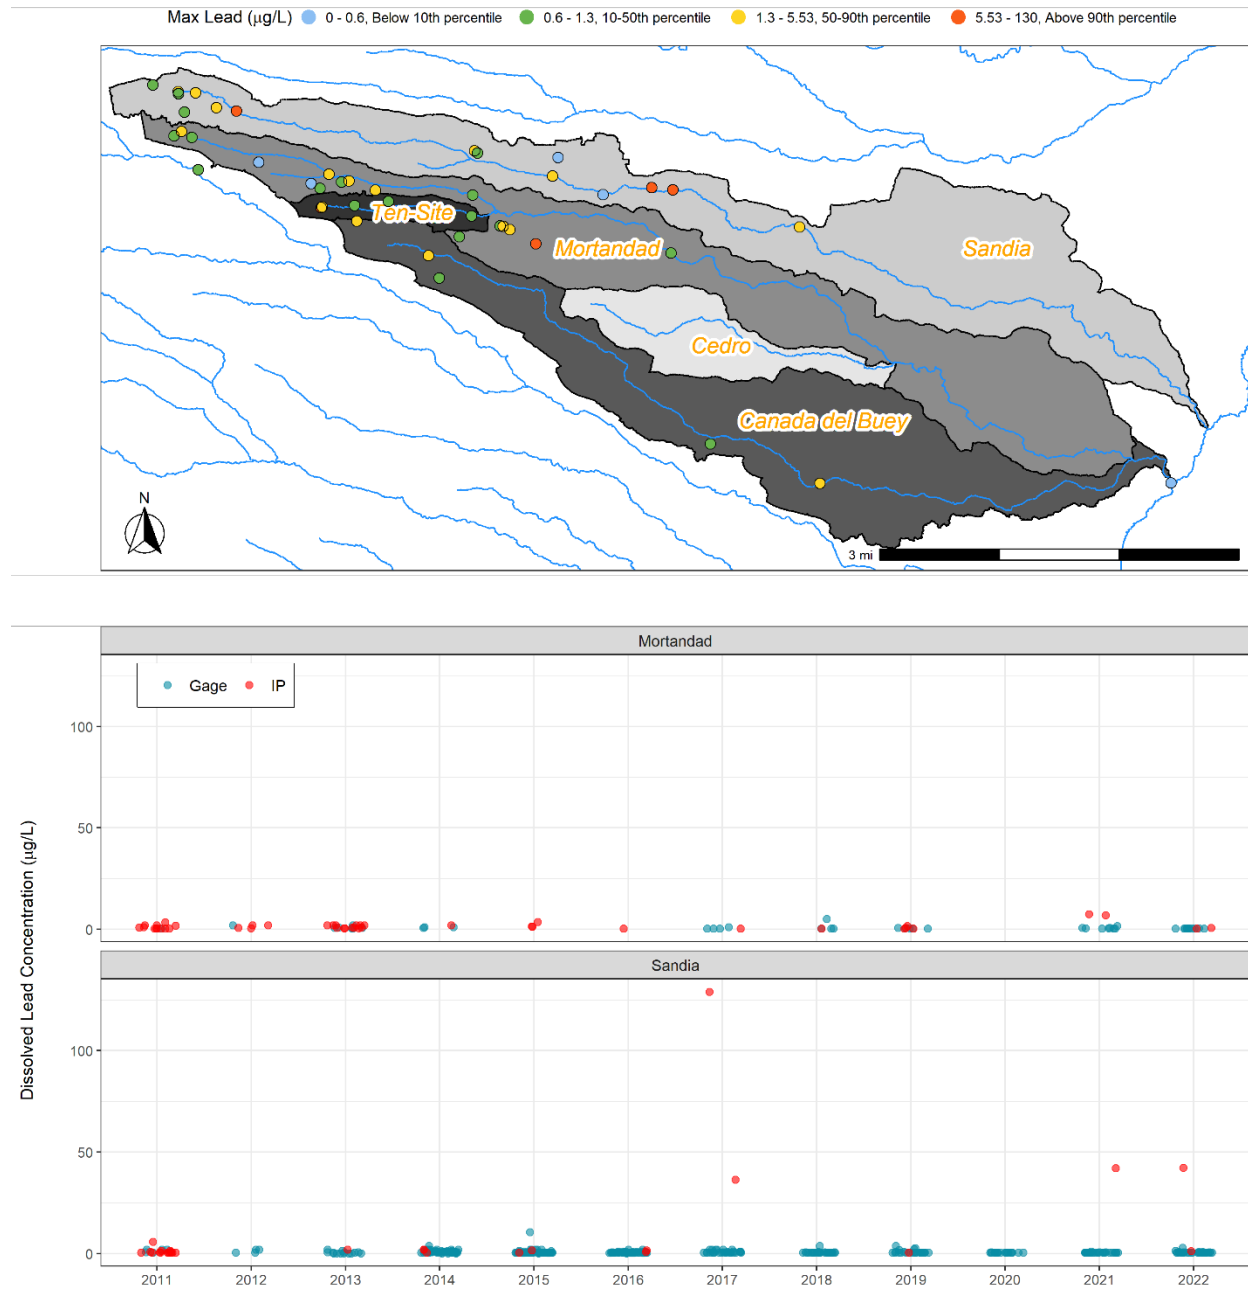 Max Lead (μg/L) 0 - 0.6, Below 10th percentile 0.6 - 1.3, 10-50th percentile 1.3 - 5.53, 50-90th percentile 5.53 - 130, Above 90th percentile
Ten-Site
Mortandad
Sandia
Cedro
Canada del Buey
N
3 mi
Mortandad
Gage IP
100
50
0
Dissolved Lead Concentration (μg/L)
Sandia
100
50
0
2011 2012 2013 2014 2015 2016 2017 2018 2019 2020 2021 2022